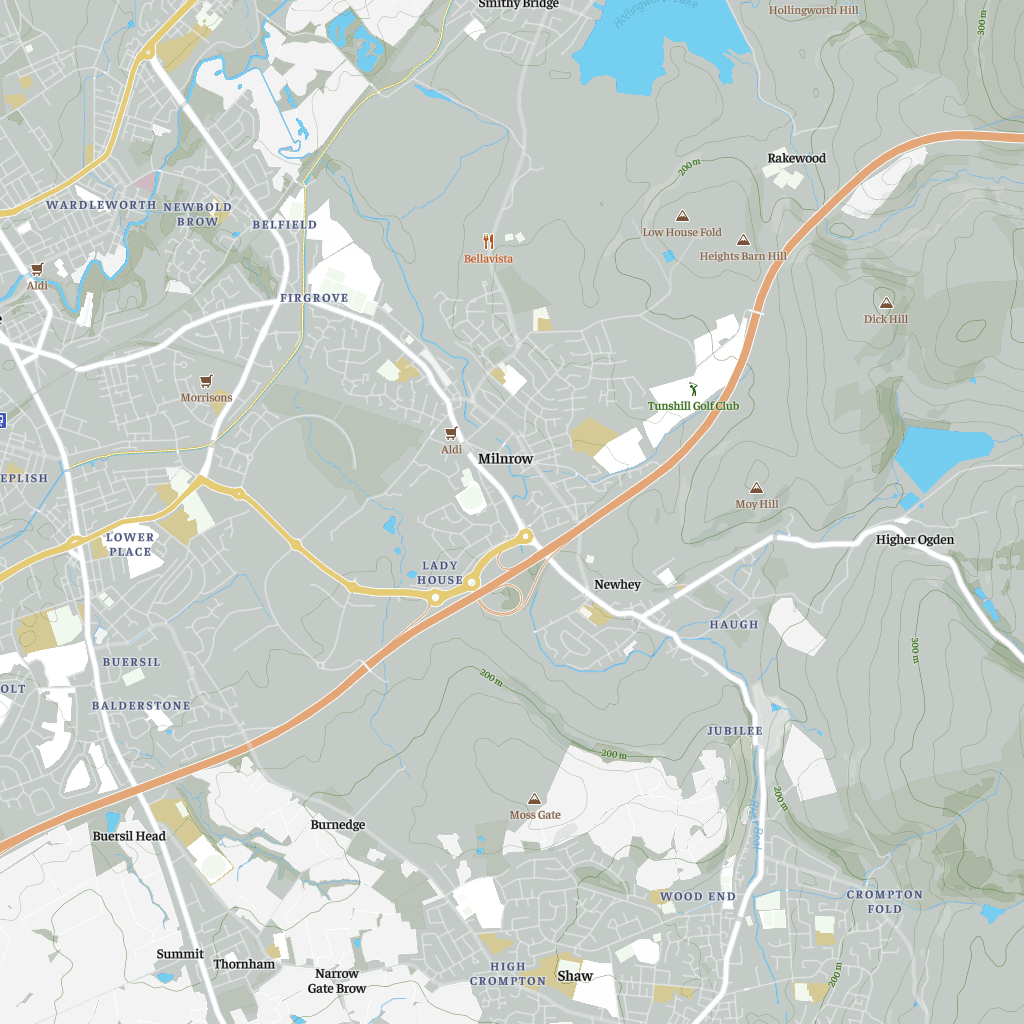 Smithy Bridge
Hollingworth Lake
Hollingworth Hill
300 m
Rakewood
200 m
WARDLEWORTH
NEWBOLD
BROW
BELFIELD
Low House Fold
Heights Barn Hill
Bellavista
Aldi
FIRGROVE
Dick Hill
Morrisons
Tunshill Golf Club
Aldi
Milnrow
EPLISH
Moy Hill
LOWER
PLACE
Higher Ogden
LADY
HOUSE
Newhey
HAUGH
300 m
BUERSIL
200 m
OLT
BALDERSTONE
JUBILEE
200 m
200 m
Moss Gate
Burnedge
Buersil Head
River Beal
WOOD END
CROMPTON
FOLD
Summit
Thornham
Narrow
Gate Brow
HIGH
CROMPTON
Shaw
200 m